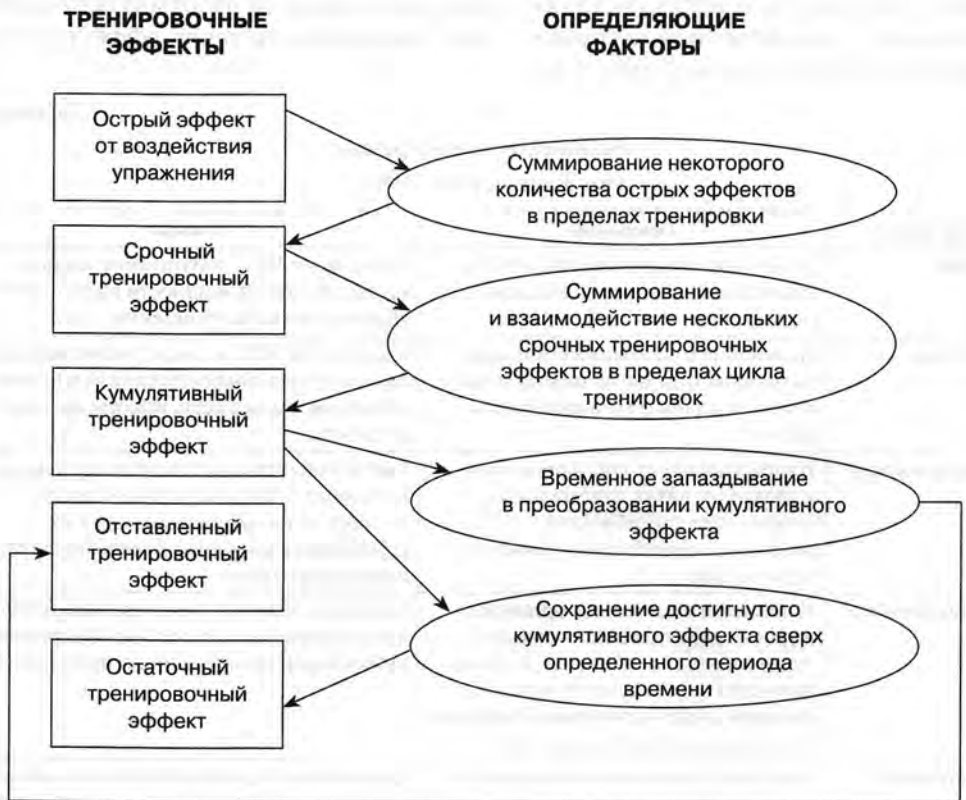 ТРЕНИРОВОЧНЫЕ
ЭФФЕКТЫ
ОПРЕДЕЛЯЮЩИЕ
ФАКТОРЫ
Острый эффект
от воздействия
упражнения
Суммирование некоторого
количества острых эффектов
в пределах тренировки
Срочный
тренировочный
эффект
Суммирование
и взаимодействие нескольких
срочных тренировочных
эффектов в пределах цикла
тренировок
Кумулятивный
тренировочный
эффект
Временное запаздывание
в преобразовании кумулятивного
эффекта
Отставленный
тренировочный
эффект
Сохранение достигнутого
кумулятивного эффекта сверх
определенного периода
времени
Остаточный
тренировочный
эффект